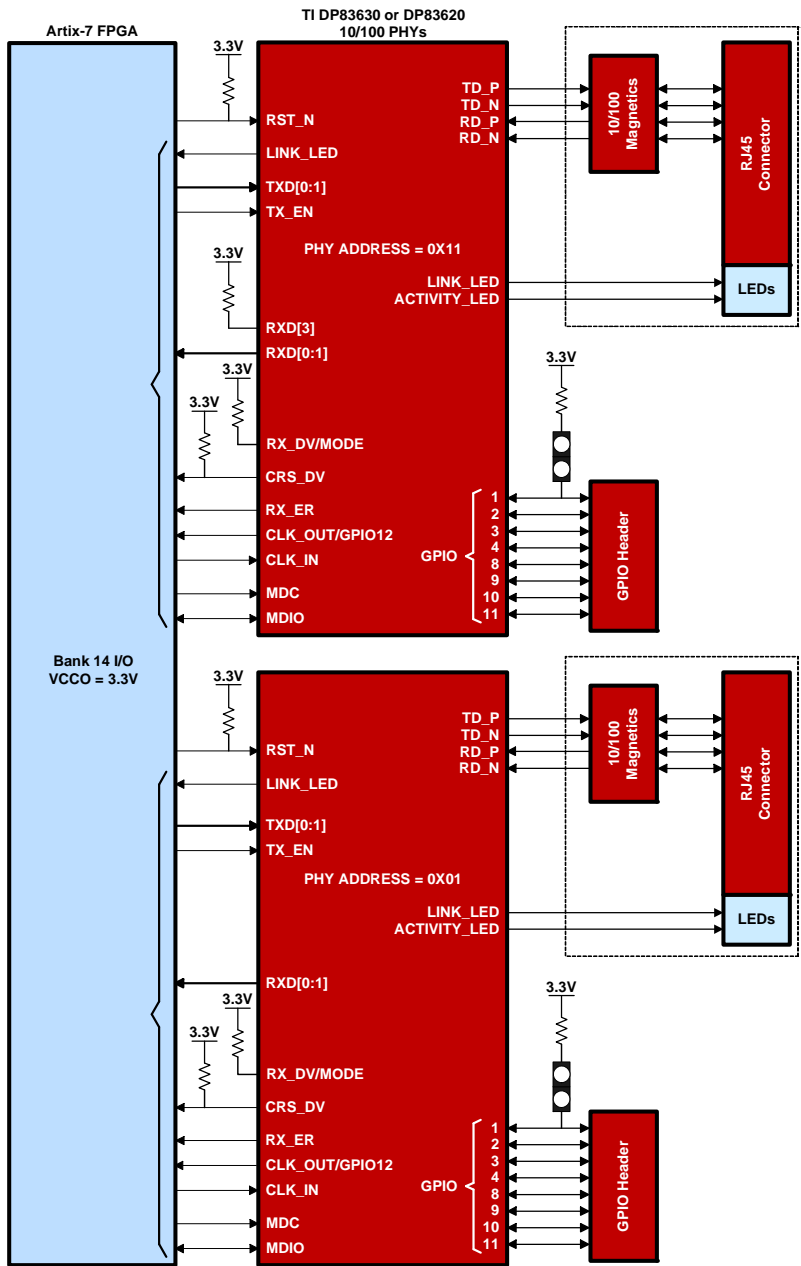 TI DP83630 or DP83620
10/100 PHYs
Artix-7 FPGA
3.3V
TD_P
TD_N
RD_P
RD_N
10/100
Magnetics
RJ45
Connector
RST_N
LINK_LED
TXD[0:1]
TX_EN
PHY ADDRESS = 0X11
3.3V
LINK_LED
ACTIVITY_LED
LEDs
RXD[3]
RXD[0:1]
3.3V
3.3V
3.3V
RX_DV/MODE
CRS_DV
RX_ER
CLK_OUT/GPIO12
CLK_IN
MDC
MDIO
GPIO
1
2
3
4
8
9
10
11
GPIO Header
Bank 14 I/O
VCCO = 3.3V
3.3V
TD_P
TD_N
RD_P
RD_N
10/100
Magnetics
RJ45
Connector
RST_N
LINK_LED
TXD[0:1]
TX_EN
PHY ADDRESS = 0X01
LINK_LED
ACTIVITY_LED
LEDs
RXD[0:1]
3.3V
3.3V
3.3V
RX_DV/MODE
CRS_DV
RX_ER
CLK_OUT/GPIO12
CLK_IN
MDC
MDIO
GPIO
1
2
3
4
8
9
10
11
GPIO Header